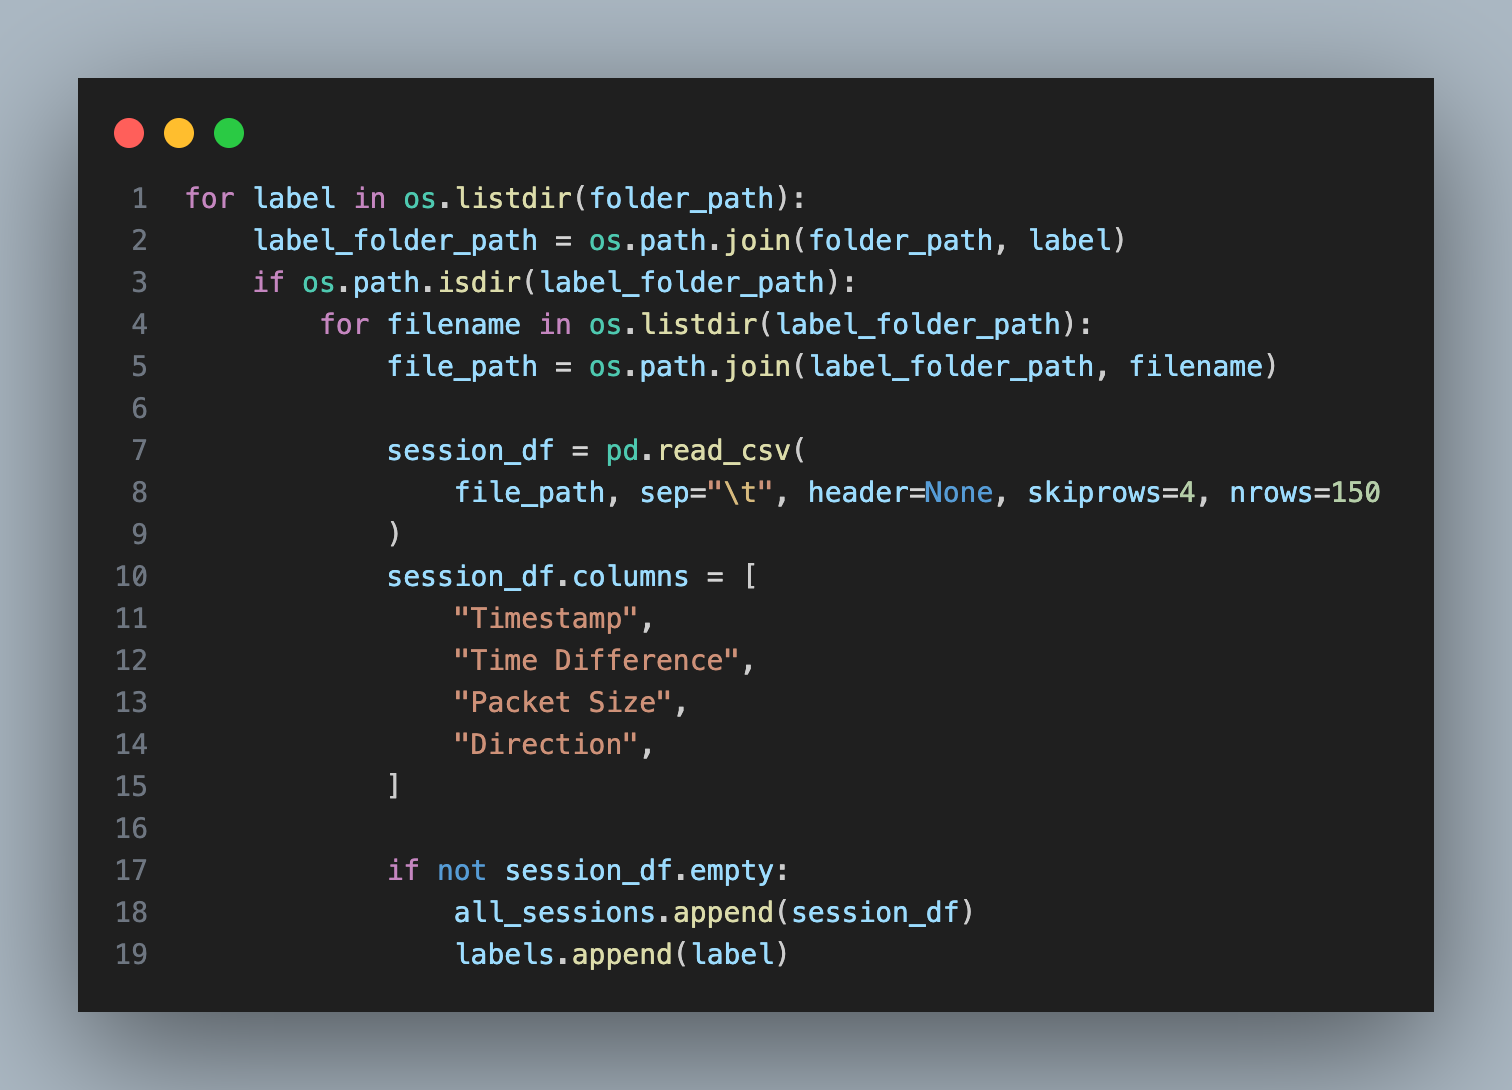 1 for label in os.listdir(folder_path):
2     label_folder_path = os.path.join(folder_path, label)
3     if os.path.isdir(label_folder_path):
4         for filename in os.listdir(label_folder_path):
5             file_path = os.path.join(label_folder_path, filename)
6
7             session_df = pd.read_csv(
8                 file_path, sep="\t", header=None, skiprows=4, nrows=150
9             )
10             session_df.columns = [
11                 "Timestamp",
12                 "Time Difference",
13                 "Packet Size",
14                 "Direction",
15             ]
16
17             if not session_df.empty:
18                 all_sessions.append(session_df)
19                 labels.append(label)